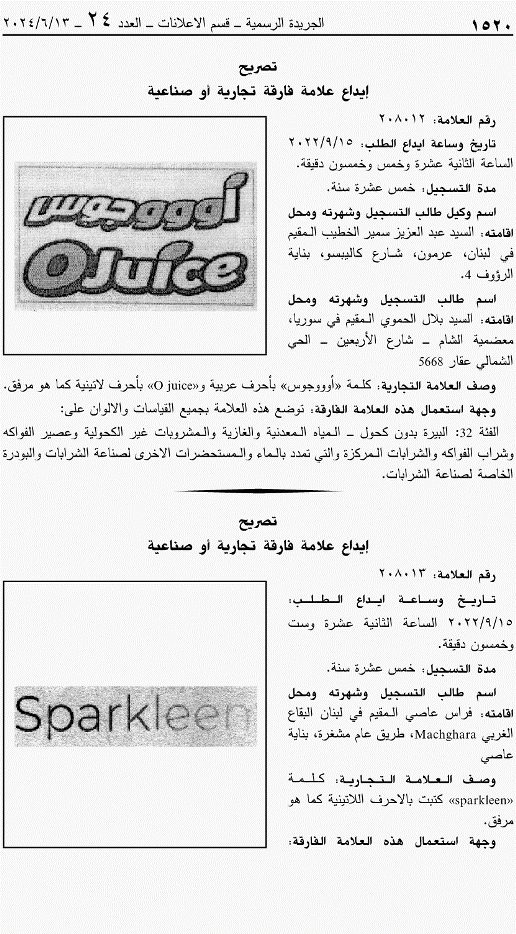 ١٥٢٠ الجريدة الرسمية ــ قسم الاعلانات ــ العدد ٢٤ ــ ٢٠٢٤/٦/١٣
تصريح
إيداع علامة فارقة تجارية أو صناعية
رقم العلامة: ٢٠٨٠١٢
تاريخ وساعة ايداع الطلب: ٢٠٢٢/٩/١٥
الساعة الثانية عشرة وخمس وخمسون دقيقة.
مدة التسجيل: خمس عشرة سنة.
اسم وكيل طالب التسجيل وشهرته ومحل
اقامته: السيد عبد العزيز سمير الخطيب المقيم
في لبنان، عرمون، شارع كاليبسو، بناية
الرؤوف 4.
اسم طالب التسجيل وشهرته ومحل
اقامته: السيد بلال الحموي المقيم في سوريا،
معضمية الشام ــ شارع الأربعين ــ الحي
الشمالي عقار 5668
أوووجوس
OJuice
وصف العلامة التجارية: كلمة «أوووجوس» بأحرف عربية و«O juice» بأحرف لاتينية كما هو مرفق.
وجهة استعمال هذه العلامة الفارقة: توضع هذه العلامة بجميع القياسات والالوان على:
الفئة 32: البيرة بدون كحول ــ المياه المعدنية والغازية والمشروبات غير الكحولية وعصير الفواكه
وشراب الفواكه والشرابات المركزة والتي تمدد بالماء والمستحضرات الاخرى لصناعة الشرابات والبودرة
الخاصة لصناعة الشرابات.
تصريح
إيداع علامة فارقة تجارية أو صناعية
رقم العلامة: ٢٠٨٠١٣
تاريخ وساعة ايداع الطلب:
٢٠٢٢/٩/١٥ الساعة الثانية عشرة وست
وخمسون دقيقة.
مدة التسجيل: خمس عشرة سنة.
اسم طالب التسجيل وشهرته ومحل
اقامته: فراس عاصي المقيم في لبنان البقاع
الغربي Machghara، طريق عام مشغرة، بناية
عاصي
Sparkleen
وصف العلامة التجارية: كلمة
«sparkleen» كتبت بالاحرف اللاتينية كما هو
مرفق.
وجهة استعمال هذه العلامة الفارقة: